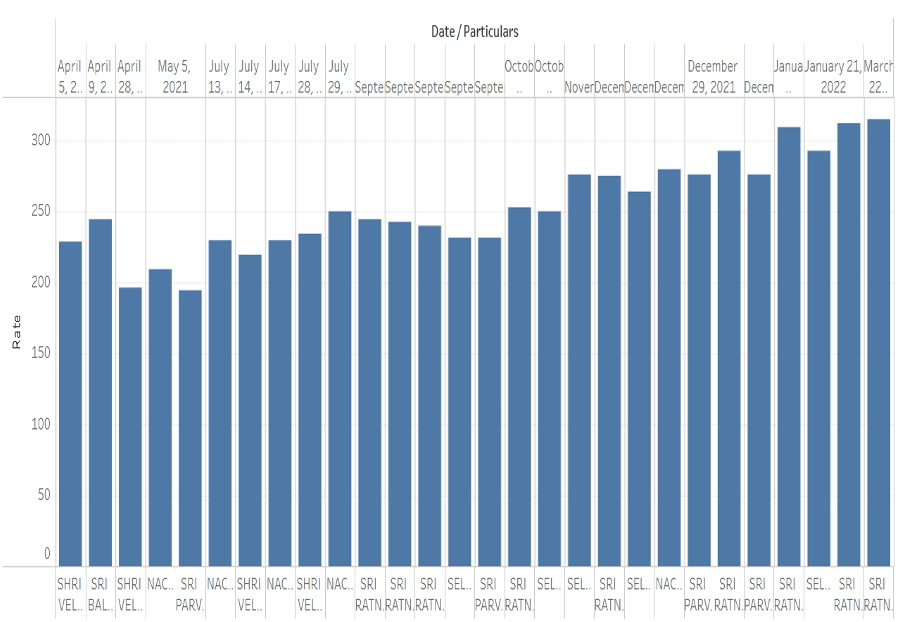 Date / Particulars
April April April May 5, July July July July July Octob Octob December Janua January 21, March
5, 2.. 9, 2.. 28, .. 2021 13, .. 14, .. 17, .. 28, .. 29, .. Septe Septe Septe Septe Septe .. .. Nover Decem Decem Decem 29, 2021 Decem .. 2022 22..
300
250
200
150
100
50
0
Rate
SHRI SRI SHRI NAC.. SRI NAC.. SHRI NAC.. SHRI NAC.. SRI SRI SRI SEL.. SRI SRI SEL.. SEL.. SRI SEL.. NAC.. SRI SRI SRI SRI SEL.. SRI SRI
VEL.. BAL.. VEL.. PARV. VEL.. VEL.. RATN. RATN. RATN. PARV. RATN. RATN. PARV. RATN. PARV. RATN. RATN. RATN.